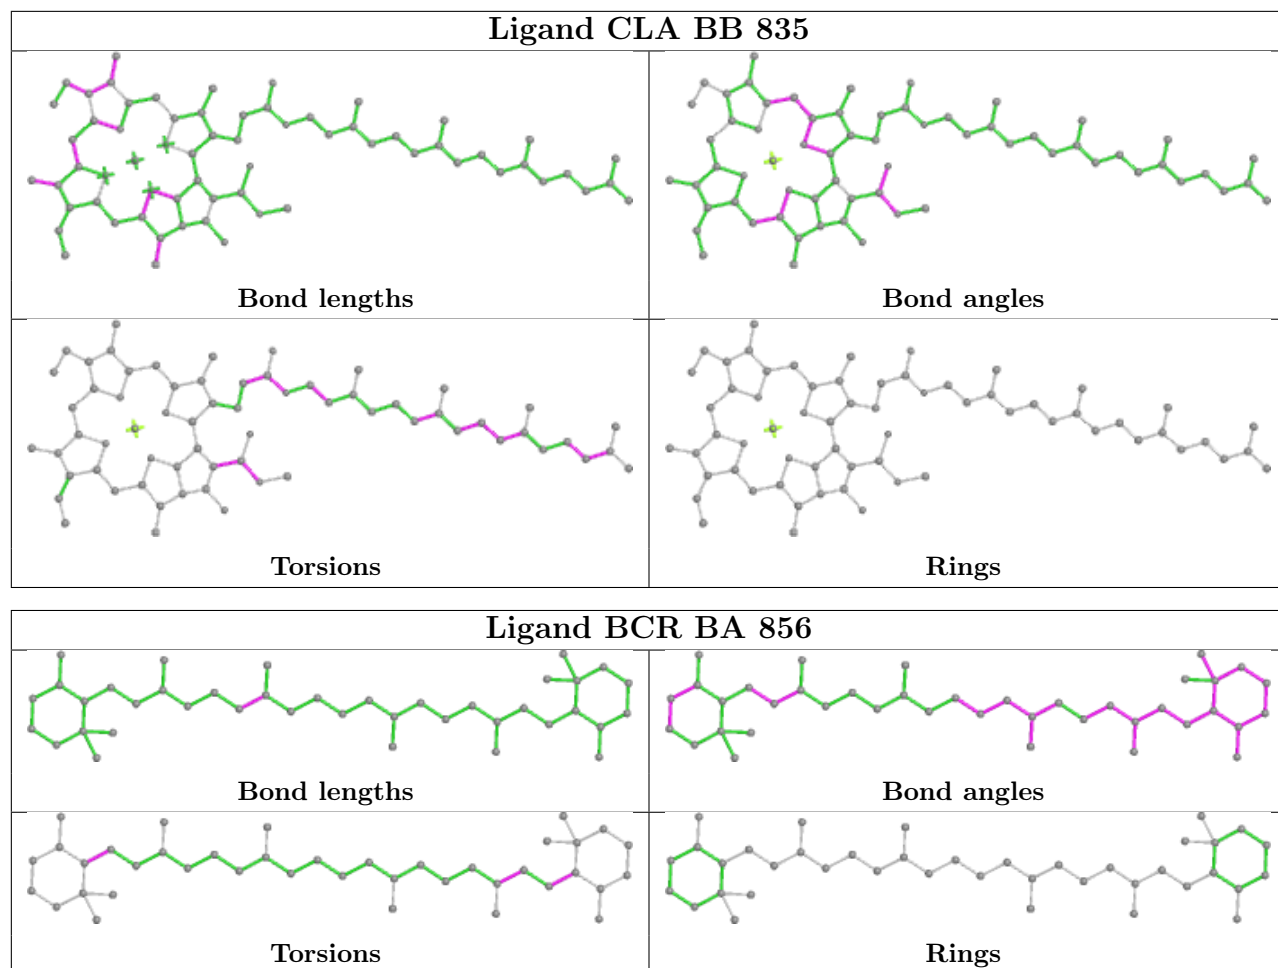 Ligand CLA BB 835
Bond lengths
Bond angles
Torsions
Rings
Ligand BCR BA 856
Bond lengths
Bond angles
Torsions
Rings